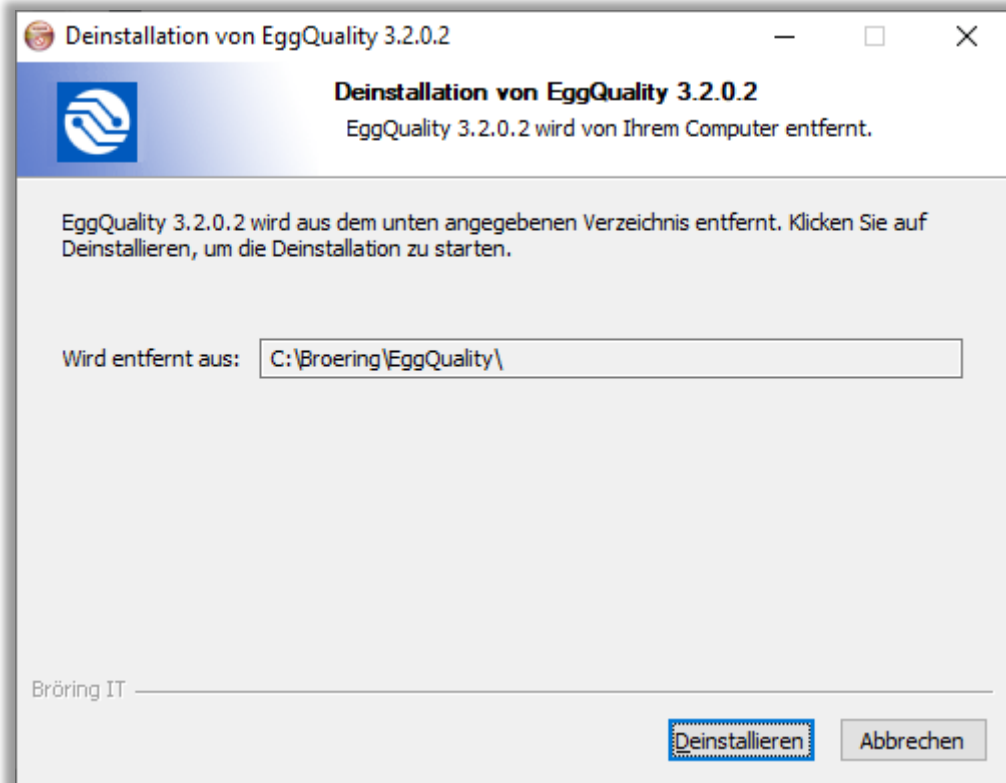 Deinstallation von EggQuality 3.2.0.2
Deinstallation von EggQuality 3.2.0.2
EggQuality 3.2.0.2 wird von Ihrem Computer entfernt.
EggQuality 3.2.0.2 wird aus dem unten angegebenen Verzeichnis entfernt. Klicken Sie auf
Deinstallieren, um die Deinstallation zu starten.
Wird entfernt aus: C:\Broering\EggQuality\
Bröring IT
Deinstallieren Abbrechen